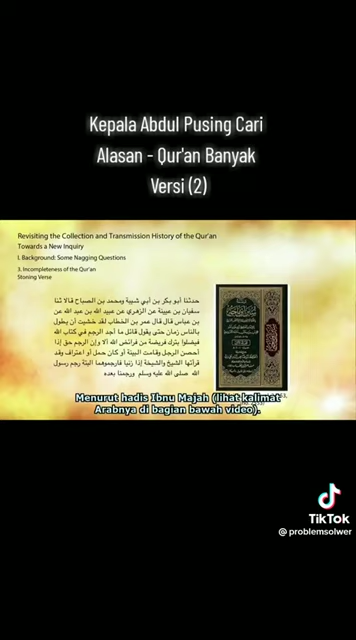 Kepala Abdul Pusing Cari
Alasan - Qur'an Banyak
Versi (2)
Revisiting the Collection and Transmission History of the Qur'an
Towards a New Inquiry
I. Background: Some Nagging Questions
3. Incompleteness of the Qur'an
Stoning Verse
حدثنا أبو بكر بن أبي شيبة ومحمد بن الصباح قالا ثنا
سفيان بن عيينة عن الزهري عن عبيد الله بن عبد الله عن
بن عباس قال قال عمر بن الخطاب لقد خشيت أن يطول
بالناس زمان حتى يقول قائل ما أجد الرجم في كتاب الله
فيضلوا بترك فريضة من فرائض الله ألا وإن الرجم حق إذا
أحصن الرجل وقامت البينة أو كان حمل أو اعتراف وقد
قرأتها الشيخ والشيخة إذا زنيا فارجموهما البتة رجم رسول
الله صلى الله عليه وسلم ورجمنا بعده
Menurut hadis Ibnu Majah (lihat kalimat
Arabnya di bagian bawah video).
TikTok
@ problemsolwer